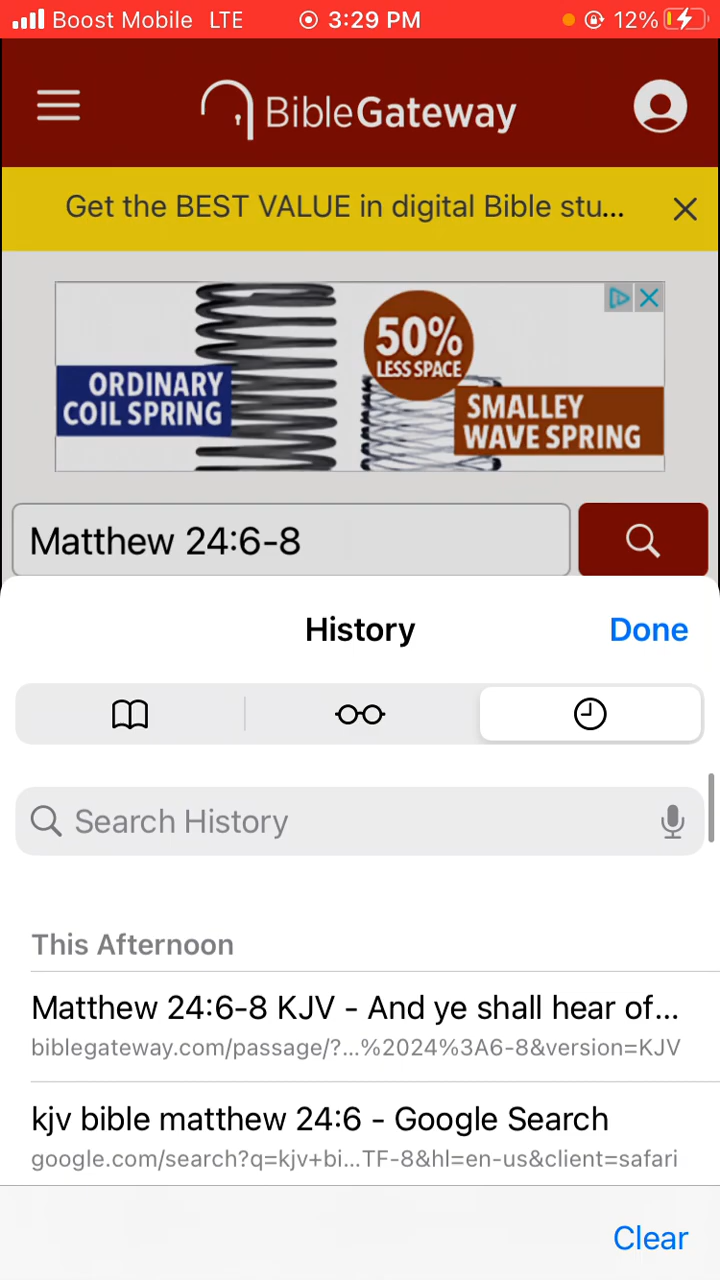 Boost Mobile LTE 3:29 PM 12%
BibleGateway
Get the BEST VALUE in digital Bible stu...
50%
LESS SPACE
ORDINARY
COIL SPRING
SMALLEY
WAVE SPRING
Matthew 24:6-8
History Done
Search History
This Afternoon
Matthew 24:6-8 KJV - And ye shall hear of...
biblegateway.com/passage/?...%2024%3A6-8&version=KJV
kjv bible matthew 24:6 - Google Search
google.com/search?q=kjv+bi...TF-8&hl=en-us&client=safari
Clear